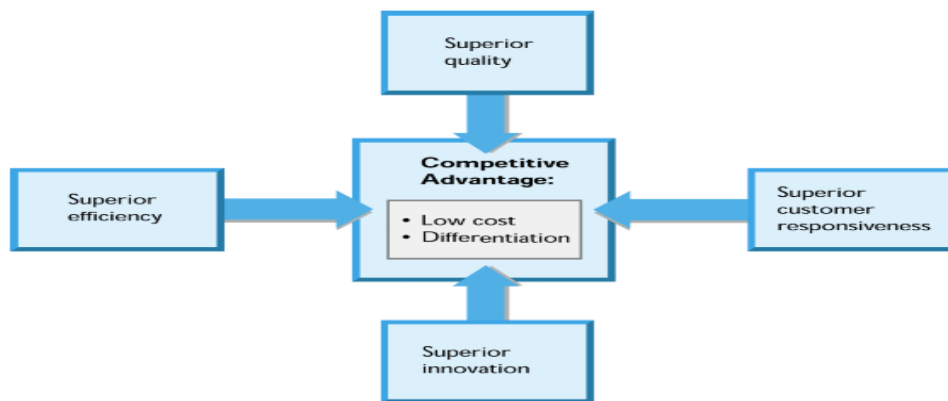 Superior
quality
Superior
efficiency
Competitive
Advantage:
• Low cost
• Differentiation
Superior
customer
responsiveness
Superior
innovation